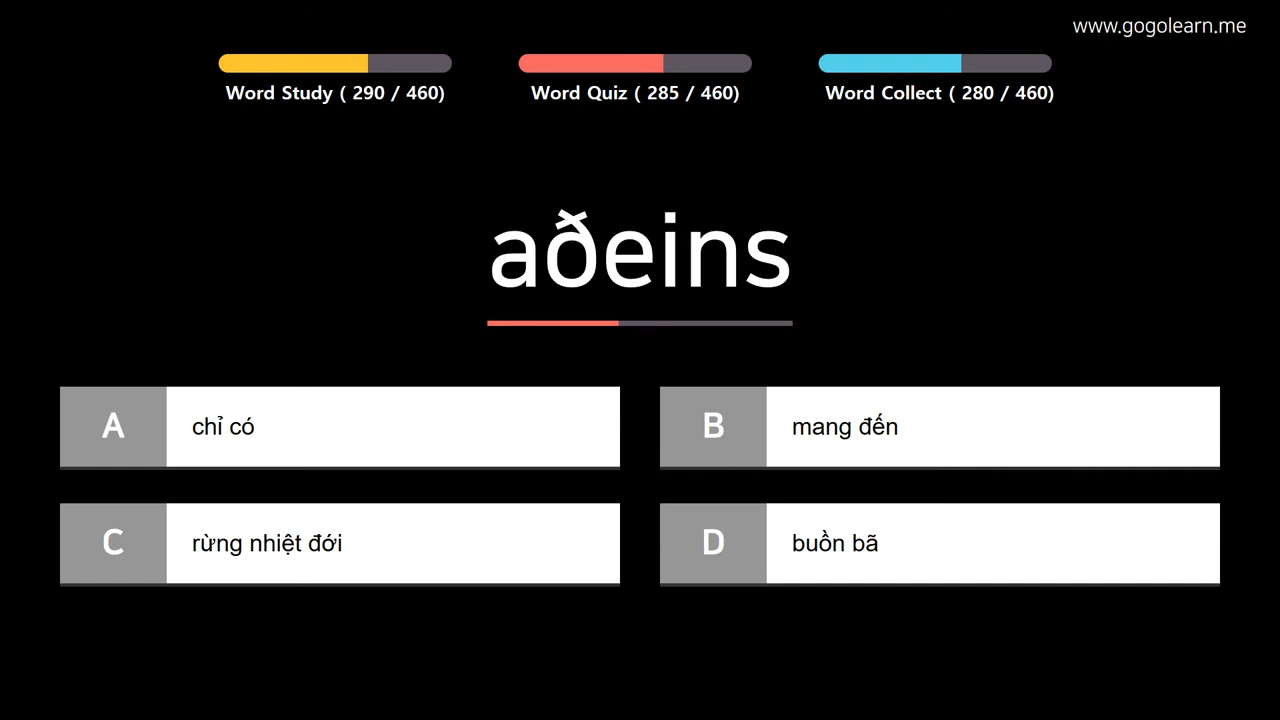 www.gogolearn.me
Word Study ( 290 / 460)
Word Quiz ( 285 / 460)
Word Collect ( 280 / 460)
aðeins
A chỉ có
B mang đến
C rừng nhiệt đới
D buồn bã